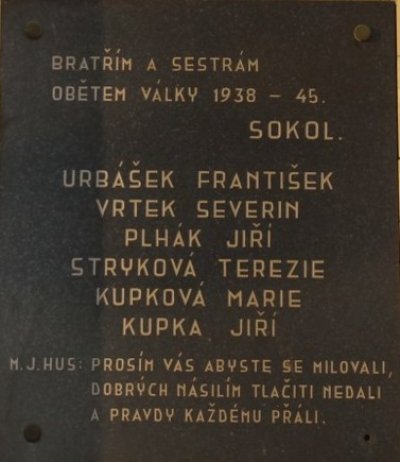 BRATŘÍM A SESTRÁM
OBĚTEM VÁLKY 1938 – 45.
SOKOL.
URBÁŠEK FRANTIŠEK
VRTEK SEVERIN
PLHÁK JIŘÍ
STRYKOVÁ TEREZIE
KUPKOVÁ MARIE
KUPKA JIŘÍ
M.J.HUS: PROSÍM VÁS ABYSTE SE MILOVALI,
DOBRÝCH NÁSILÍM TLAČITI NEDALI
A PRAVDY KAŽDÉMU PŘÁLI.